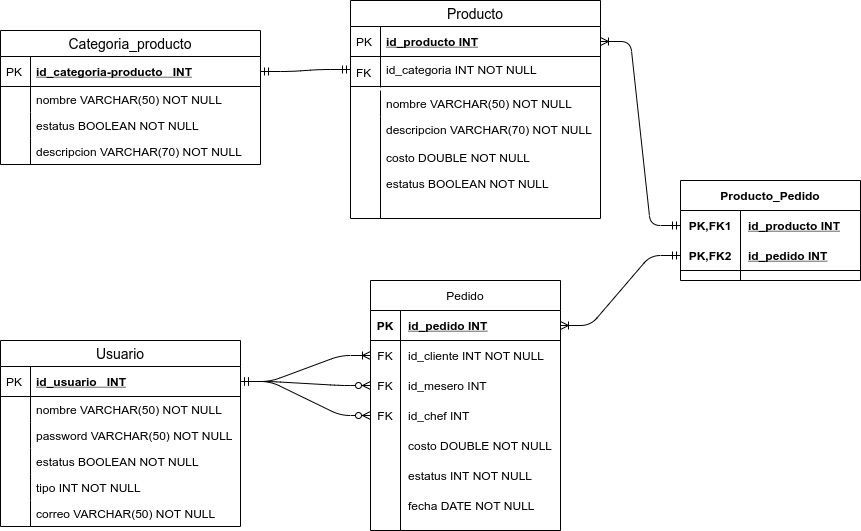 Categoria_producto
PK id_categoria-producto INT
nombre VARCHAR(50) NOT NULL
estatus BOOLEAN NOT NULL
descripcion VARCHAR(70) NOT NULL
Producto
PK id_producto INT
FK id_categoria INT NOT NULL
nombre VARCHAR(50) NOT NULL
descripcion VARCHAR(70) NOT NULL
costo DOUBLE NOT NULL
estatus BOOLEAN NOT NULL
Producto_Pedido
PK,FK1 id_producto INT
PK,FK2 id_pedido INT
Pedido
PK id_pedido INT
FK id_cliente INT NOT NULL
FK id_mesero INT
FK id_chef INT
costo DOUBLE NOT NULL
estatus INT NOT NULL
fecha DATE NOT NULL
Usuario
PK id_usuario INT
nombre VARCHAR(50) NOT NULL
password VARCHAR(50) NOT NULL
estatus BOOLEAN NOT NULL
tipo INT NOT NULL
correo VARCHAR(50) NOT NULL